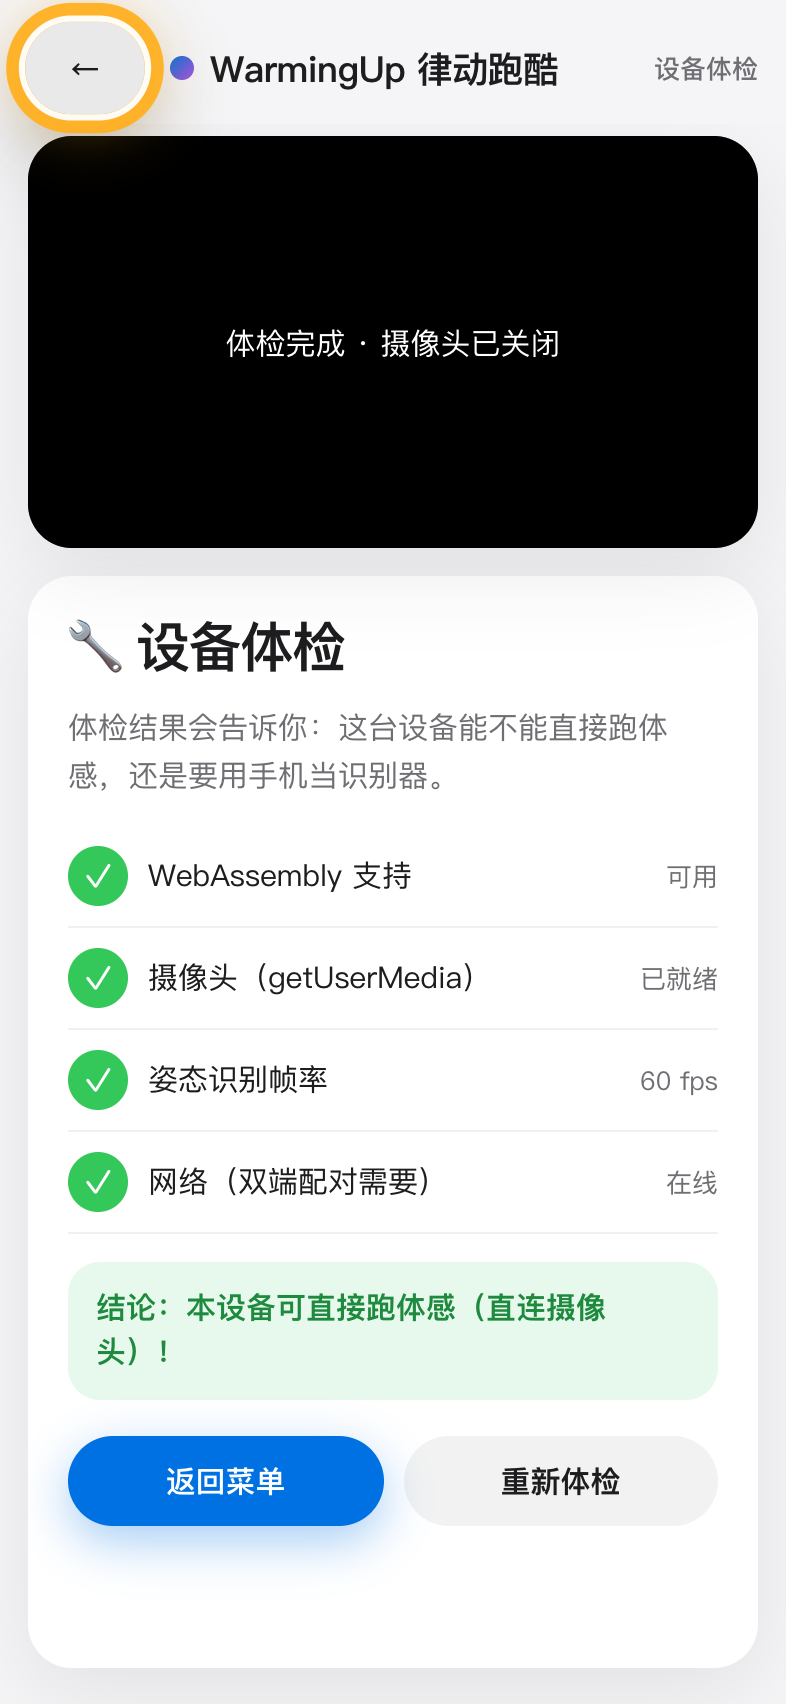 ←
WarmingUp 律动跑酷
设备体检
体检完成 · 摄像头已关闭
设备体检
体检结果会告诉你：这台设备能不能直接跑体
感，还是要用手机当识别器。
WebAssembly 支持
可用
摄像头（getUserMedia）
已就绪
姿态识别帧率
60 fps
网络（双端配对需要）
在线
结论：本设备可直接跑体感（直连摄像
头）！
返回菜单
重新体检